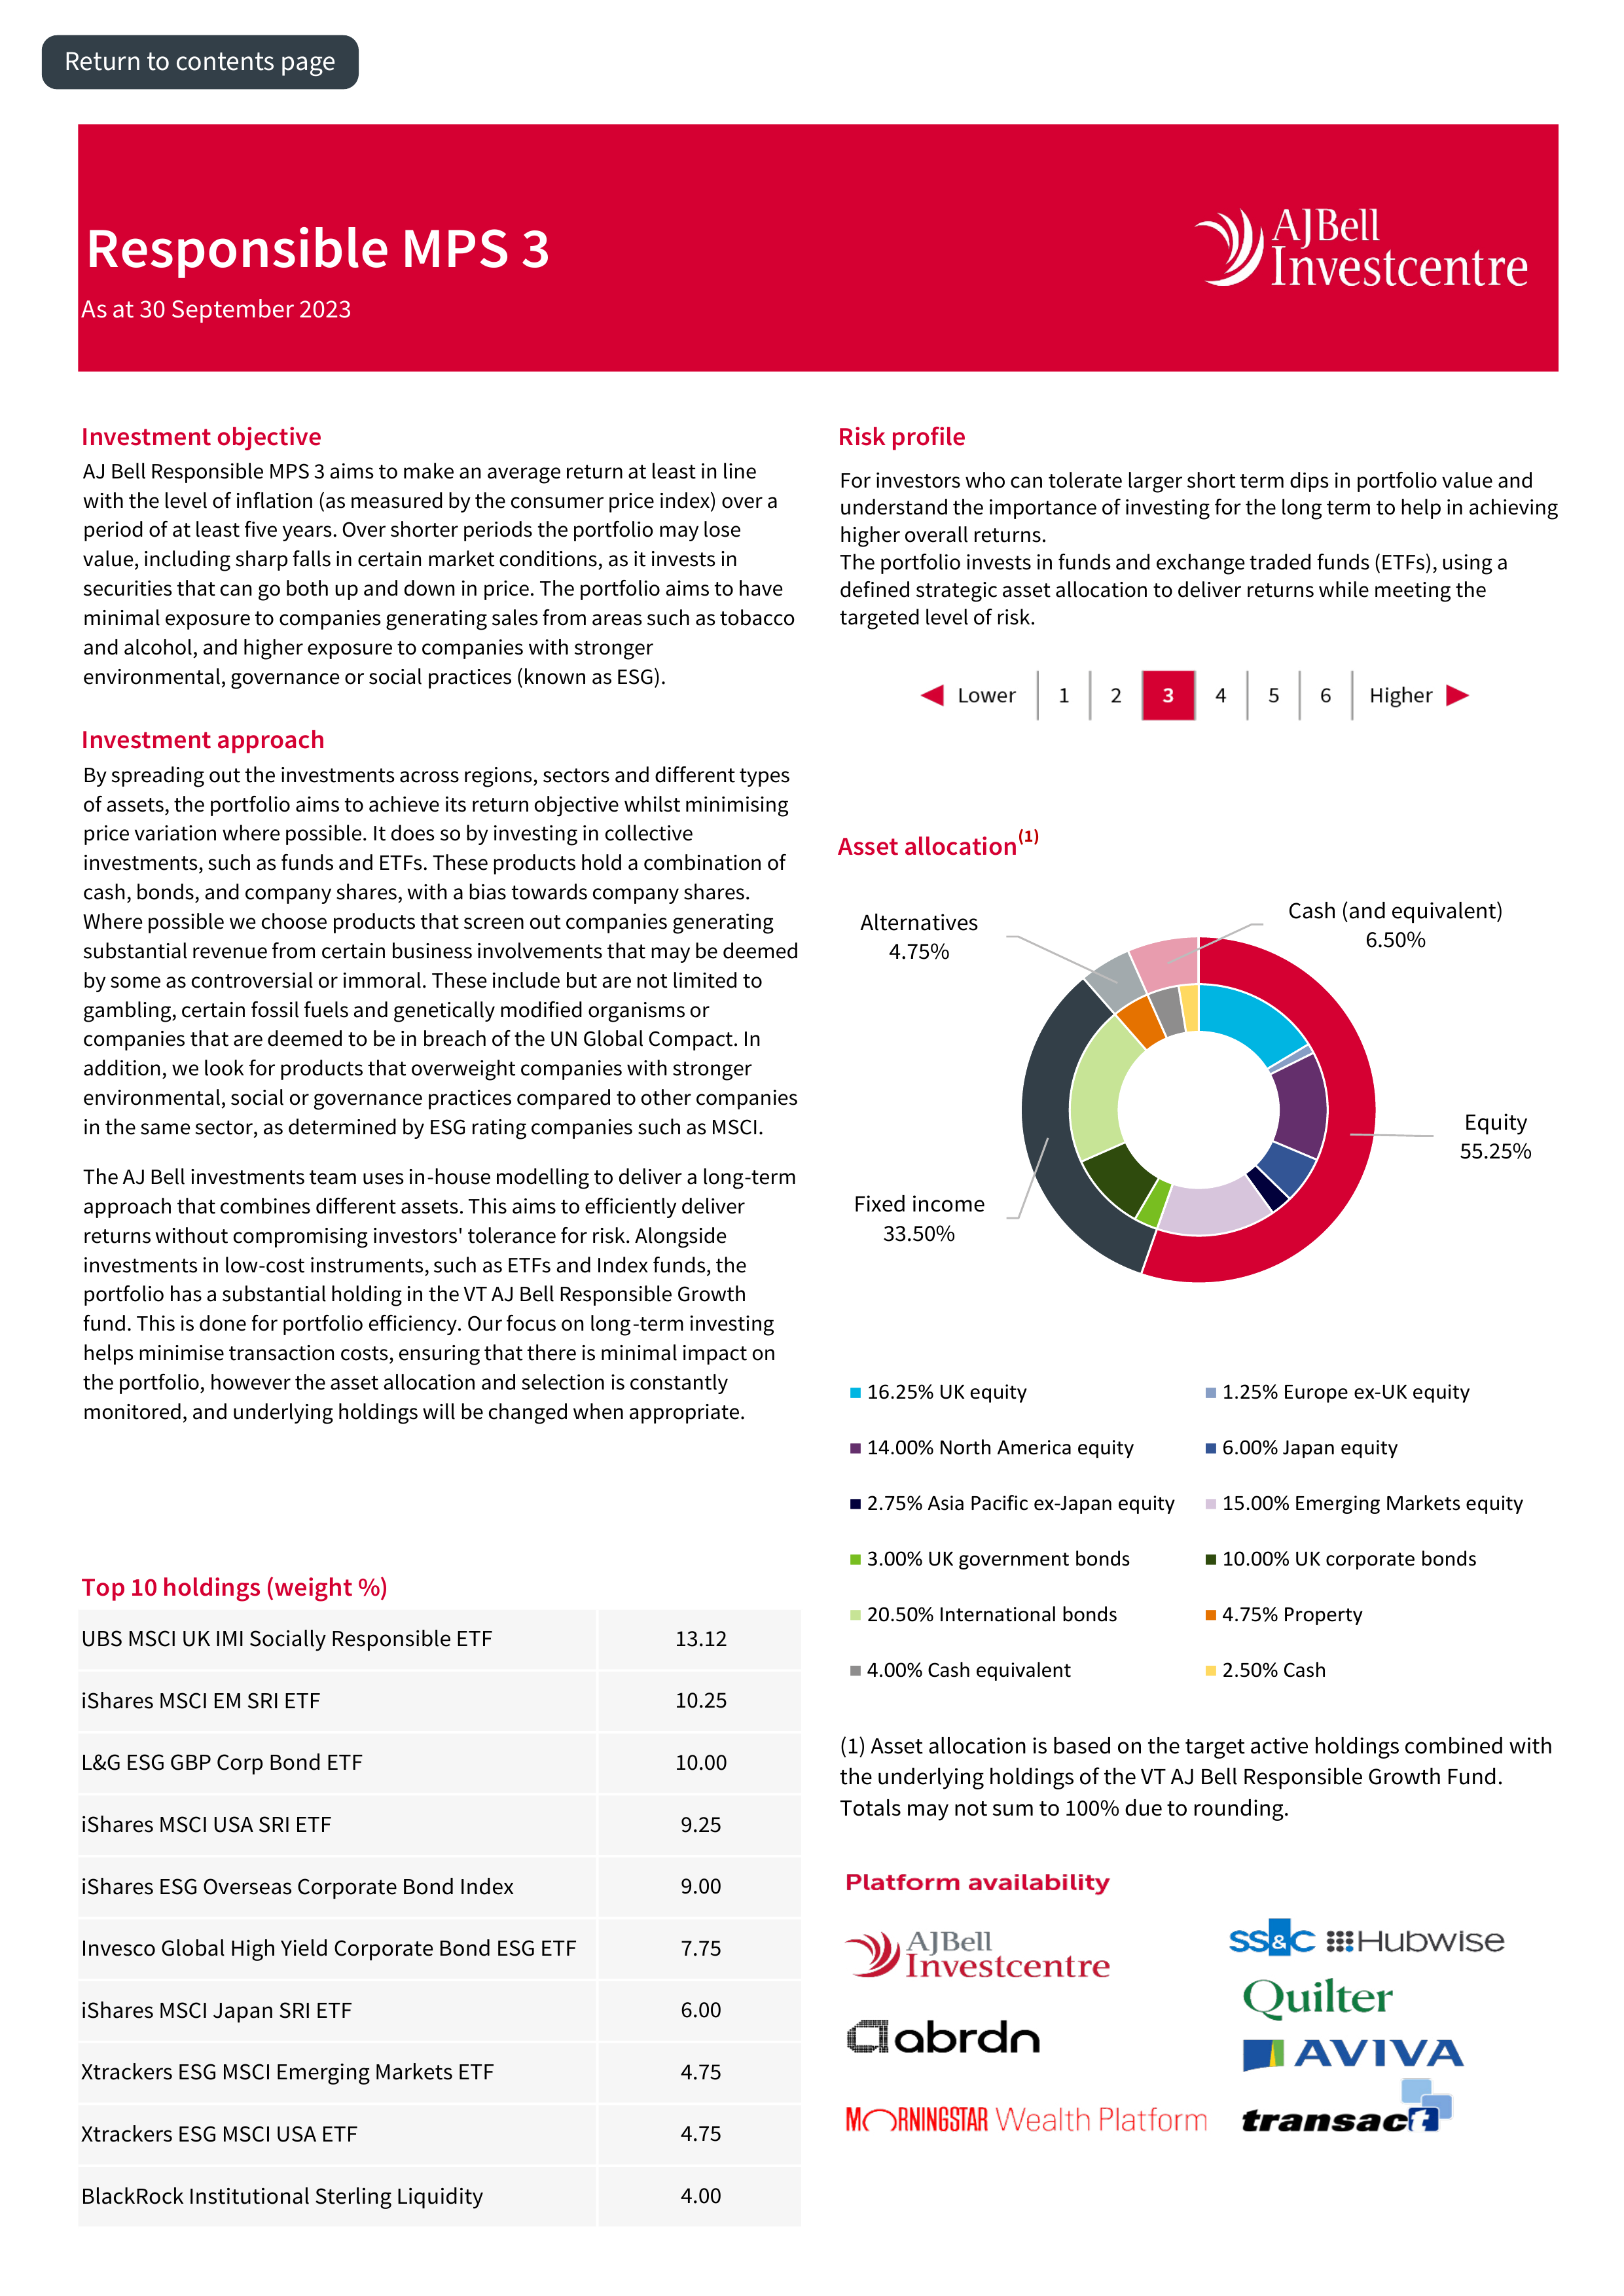 Return to contents page
Responsible MPS 3
As at 30 September 2023
AJBell
Investcentre
Investment objective
AJ Bell Responsible MPS 3 aims to make an average return at least in line
with the level of inflation (as measured by the consumer price index) over a
period of at least five years. Over shorter periods the portfolio may lose
value, including sharp falls in certain market conditions, as it invests in
securities that can go both up and down in price. The portfolio aims to have
minimal exposure to companies generating sales from areas such as tobacco
and alcohol, and higher exposure to companies with stronger
environmental, governance or social practices (known as ESG).
Investment approach
By spreading out the investments across regions, sectors and different types
of assets, the portfolio aims to achieve its return objective whilst minimising
price variation where possible. It does so by investing in collective
investments, such as funds and ETFs. These products hold a combination of
cash, bonds, and company shares, with a bias towards company shares.
Where possible we choose products that screen out companies generating
substantial revenue from certain business involvements that may be deemed
by some as controversial or immoral. These include but are not limited to
gambling, certain fossil fuels and genetically modified organisms or
companies that are deemed to be in breach of the UN Global Compact. In
addition, we look for products that overweight companies with stronger
environmental, social or governance practices compared to other companies
in the same sector, as determined by ESG rating companies such as MSCI.
The AJ Bell investments team uses in-house modelling to deliver a long-term
approach that combines different assets. This aims to efficiently deliver
returns without compromising investors' tolerance for risk. Alongside
investments in low-cost instruments, such as ETFs and Index funds, the
portfolio has a substantial holding in the VT AJ Bell Responsible Growth
fund. This is done for portfolio efficiency. Our focus on long-term investing
helps minimise transaction costs, ensuring that there is minimal impact on
the portfolio, however the asset allocation and selection is constantly
monitored, and underlying holdings will be changed when appropriate.
Top 10 holdings (weight %)
UBS MSCI UK IMI Socially Responsible ETF 13.12
iShares MSCI EM SRI ETF 10.25
L&G ESG GBP Corp Bond ETF 10.00
iShares MSCI USA SRI ETF 9.25
iShares ESG Overseas Corporate Bond Index 9.00
Invesco Global High Yield Corporate Bond ESG ETF 7.75
iShares MSCI Japan SRI ETF 6.00
Xtrackers ESG MSCI Emerging Markets ETF 4.75
Xtrackers ESG MSCI USA ETF 4.75
BlackRock Institutional Sterling Liquidity 4.00
Risk profile
For investors who can tolerate larger short term dips in portfolio value and
understand the importance of investing for the long term to help in achieving
higher overall returns.
The portfolio invests in funds and exchange traded funds (ETFs), using a
defined strategic asset allocation to deliver returns while meeting the
targeted level of risk.
Lower 1 2 3 4 5 6 Higher
Asset allocation(1)
Alternatives
4.75%
Cash (and equivalent)
6.50%
Equity
55.25%
Fixed income
33.50%
16.25% UK equity 1.25% Europe ex-UK equity
14.00% North America equity 6.00% Japan equity
2.75% Asia Pacific ex-Japan equity 15.00% Emerging Markets equity
3.00% UK government bonds 10.00% UK corporate bonds
20.50% International bonds 4.75% Property
4.00% Cash equivalent 2.50% Cash
(1) Asset allocation is based on the target active holdings combined with
the underlying holdings of the VT AJ Bell Responsible Growth Fund.
Totals may not sum to 100% due to rounding.
Platform availability
AJBell
Investcentre
SS&C Hubwise
Quilter
abrdn
AVIVA
MORNINGSTAR Wealth Platform
transact